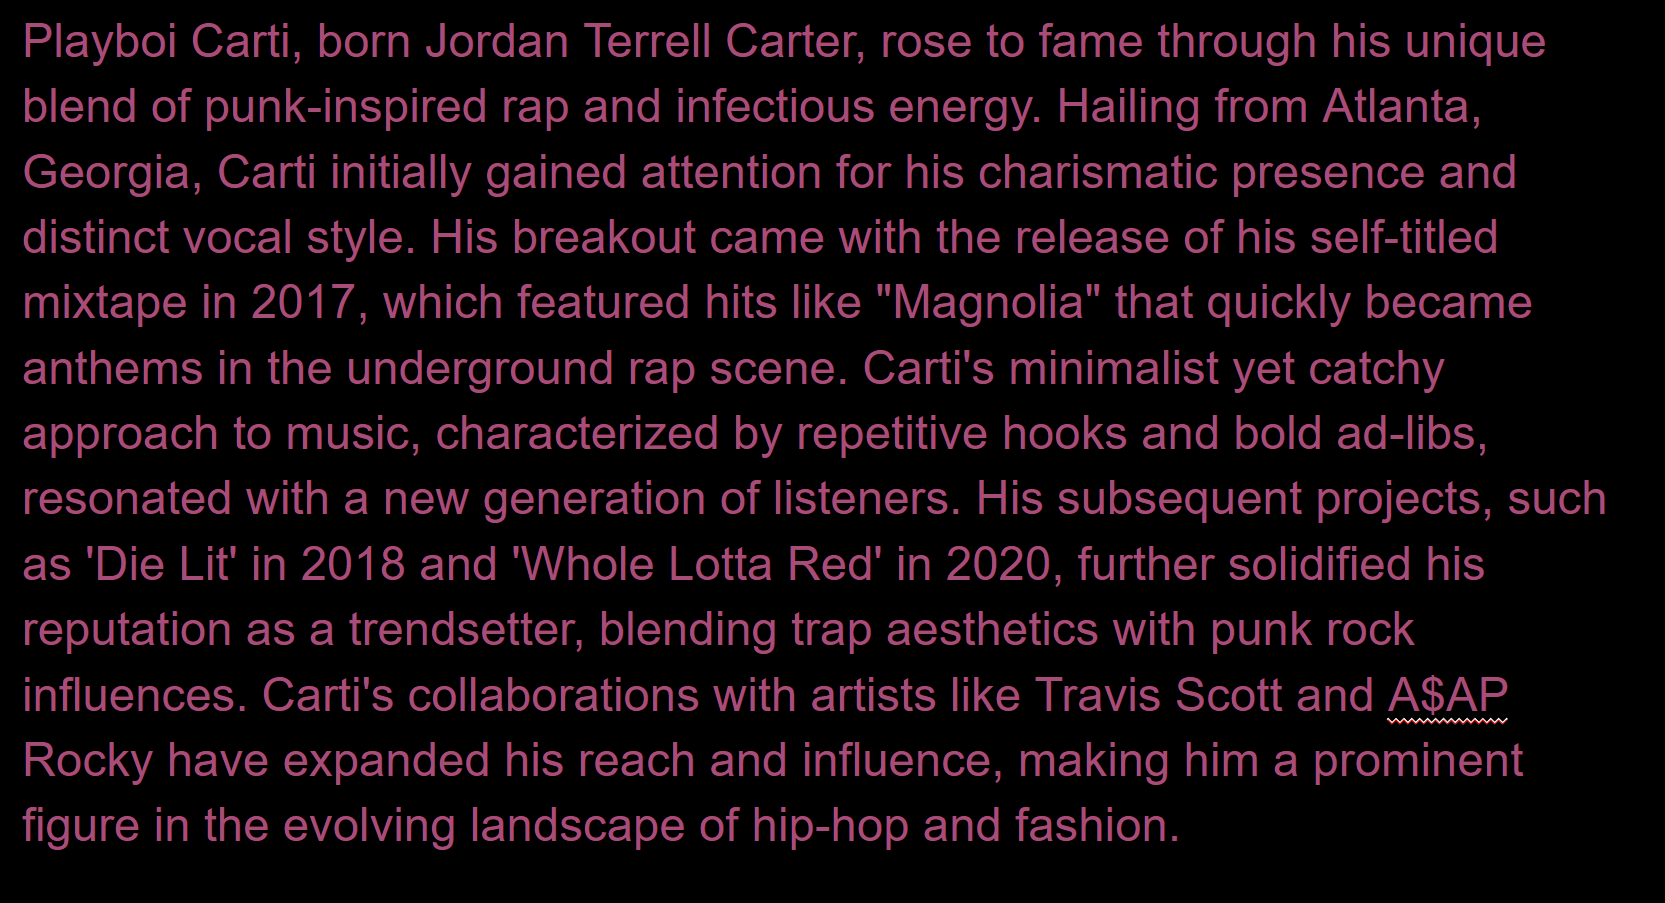 Playboi Carti, born Jordan Terrell Carter, rose to fame through his unique
blend of punk-inspired rap and infectious energy. Hailing from Atlanta,
Georgia, Carti initially gained attention for his charismatic presence and
distinct vocal style. His breakout came with the release of his self-titled
mixtape in 2017, which featured hits like "Magnolia" that quickly became
anthems in the underground rap scene. Carti's minimalist yet catchy
approach to music, characterized by repetitive hooks and bold ad-libs,
resonated with a new generation of listeners. His subsequent projects, such
as 'Die Lit' in 2018 and 'Whole Lotta Red' in 2020, further solidified his
reputation as a trendsetter, blending trap aesthetics with punk rock
influences. Carti's collaborations with artists like Travis Scott and A$AP
Rocky have expanded his reach and influence, making him a prominent
figure in the evolving landscape of hip-hop and fashion.